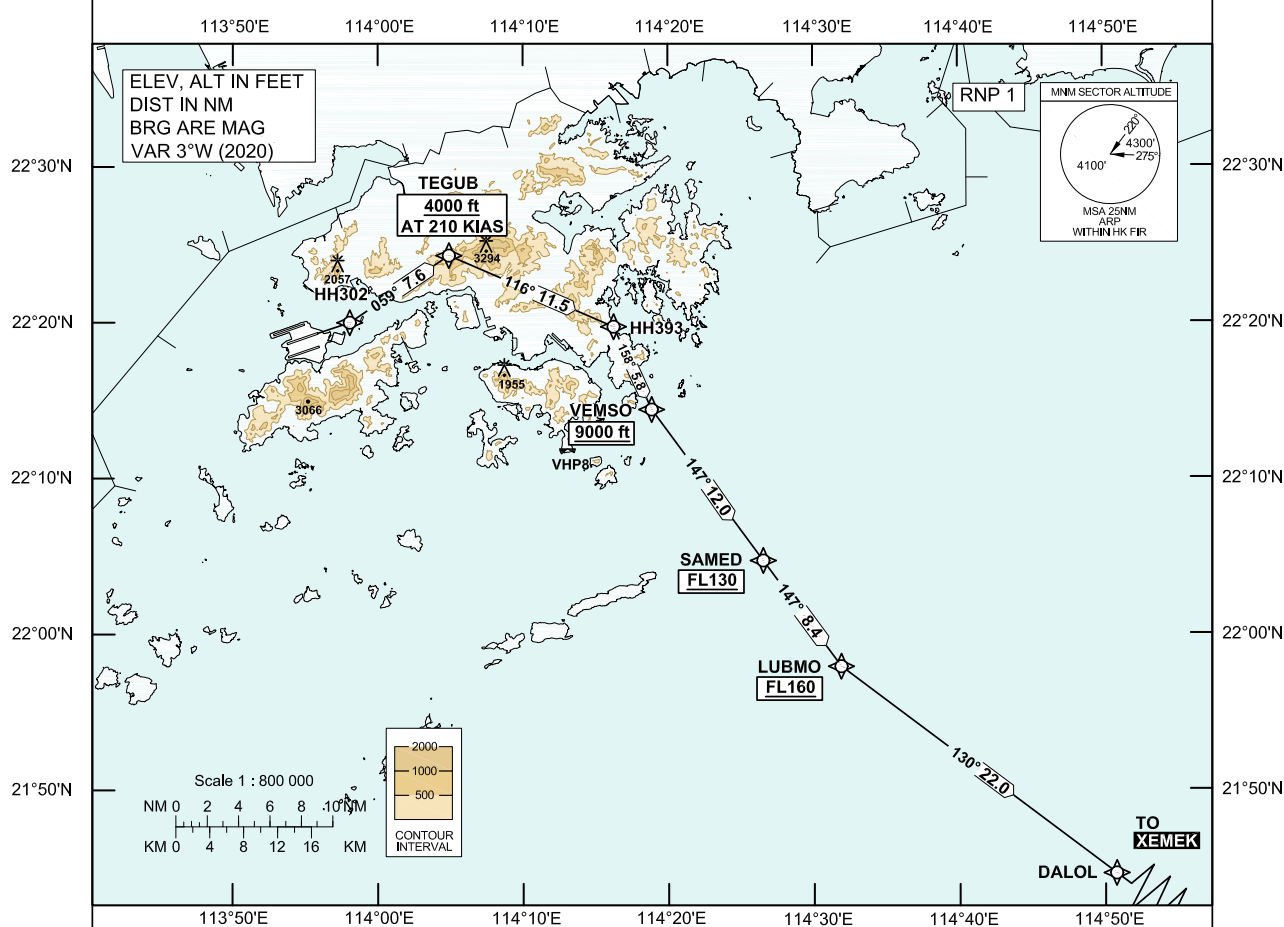 113°50'E
114°00'E
114°10'E
114°20'E
114°30'E
114°40'E
114°50'E
ELEV, ALT IN FEET
DIST IN NM
BRG ARE MAG
VAR 3°W (2020)
RNP 1
MNM SECTOR ALTITUDE
220°
4300'
275°
4100'
MSA 25NM
ARP
WITHIN HK FIR
22°30'N
22°30'N
TEGUB
4000 ft
AT 210 KIAS
3294
2057
HH302
059° 7.6
116° 11.5
HH393
22°20'N
22°20'N
158° 5.8
1955
3066
VEMSO
9000 ft
VHP8
22°10'N
22°10'N
147° 12.0
SAMED
FL130
147° 8.4
22°00'N
22°00'N
LUBMO
FL160
130° 22.0
21°50'N
21°50'N
2000
1000
500
CONTOUR
INTERVAL
Scale 1 : 800 000
NM 0 2 4 6 8 10 NM
KM 0 4 8 12 16 KM
TO
XEMEK
DALOL
113°50'E
114°00'E
114°10'E
114°20'E
114°30'E
114°40'E
114°50'E